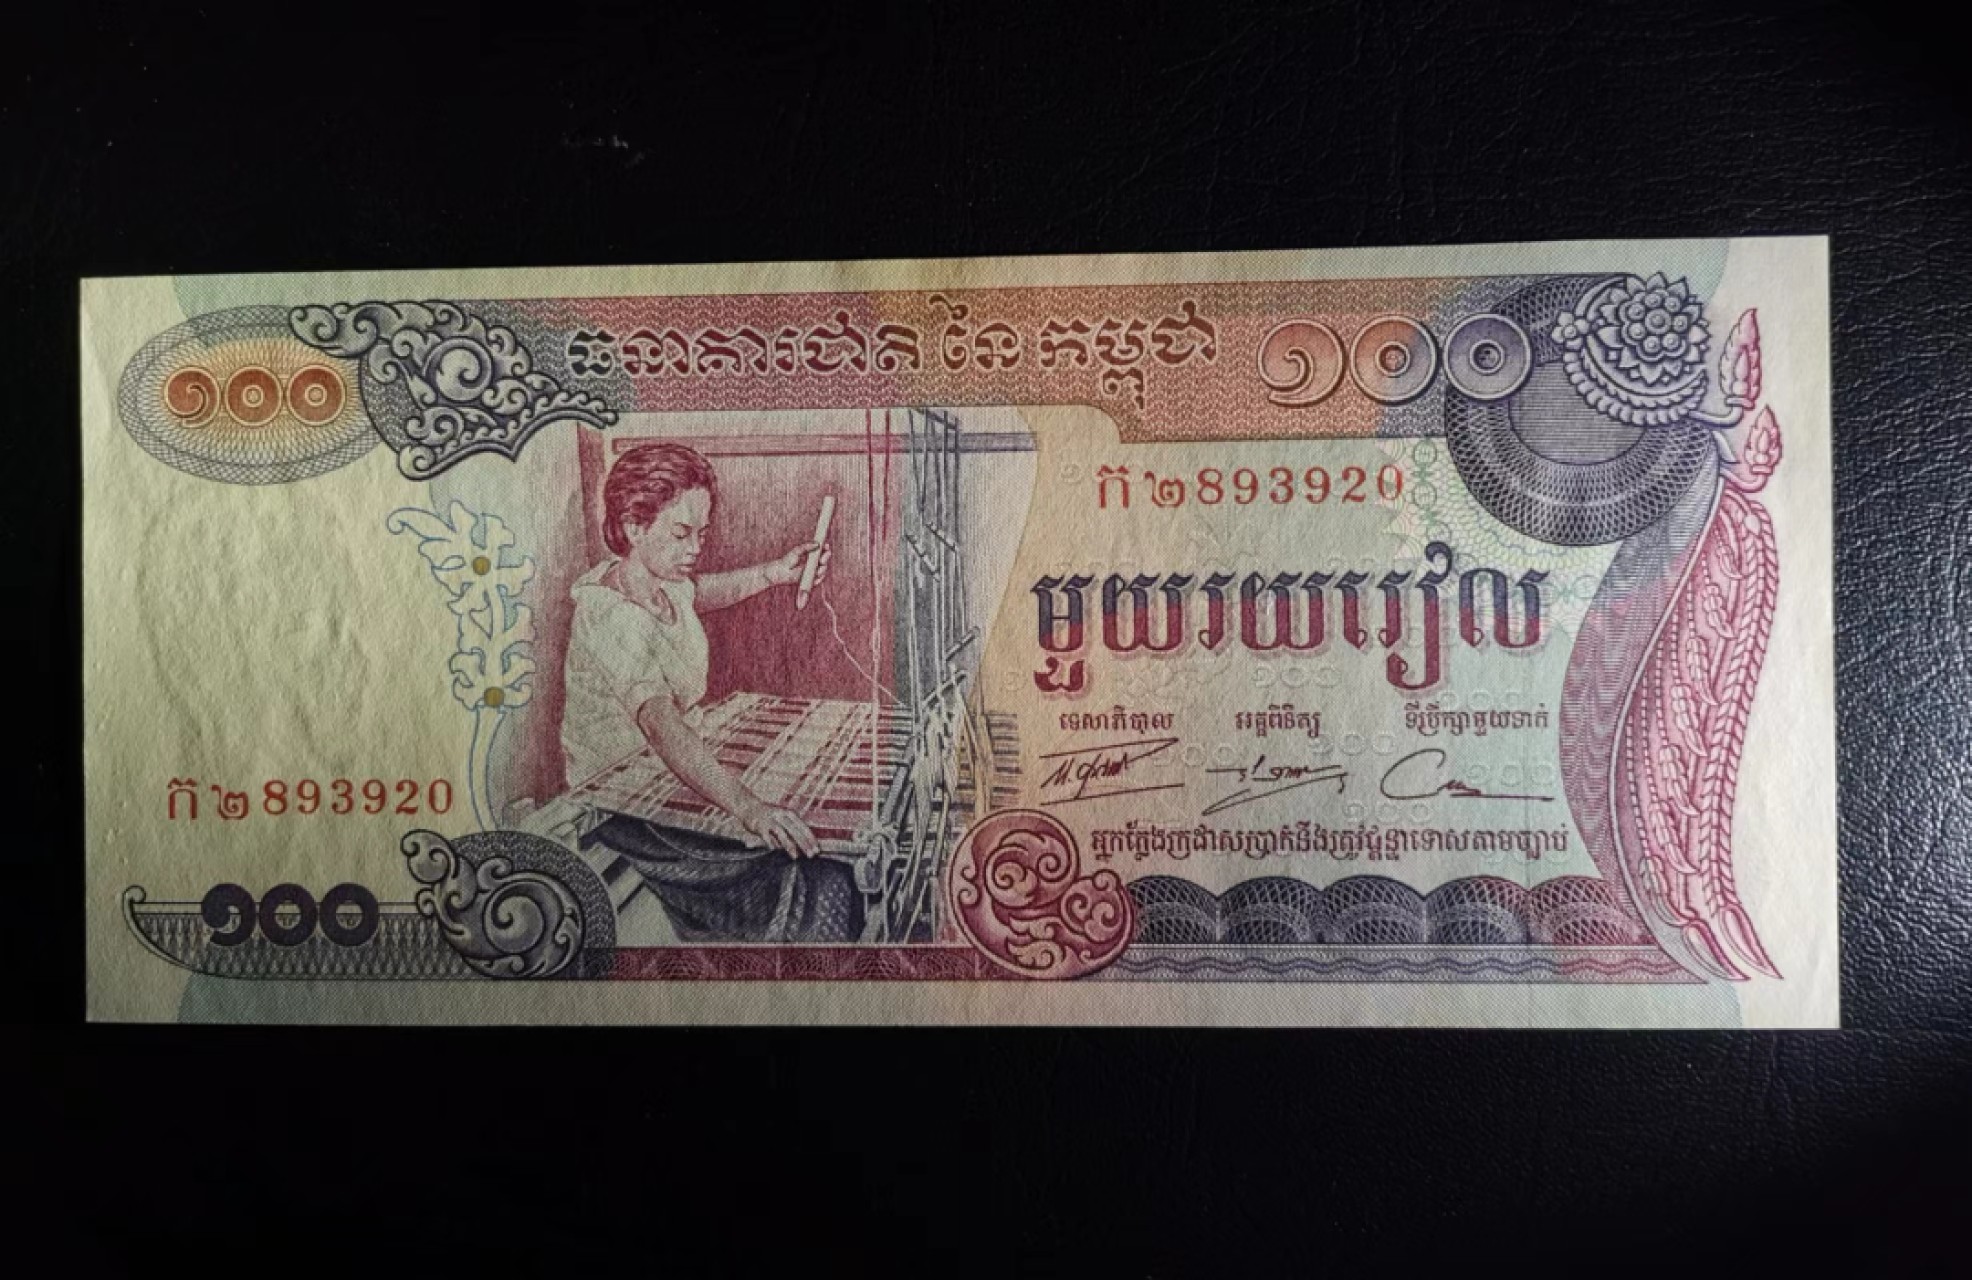 ១០០ ធនាគារជាតិ នៃ កម្ពុជា ១០០
ក ២ 893920
មួយរយរៀល
ទេសាភិបាល អគ្គពិនិត្យ ទីប្រឹក្សាមួយទាក់
ក ២ 893920
អ្នកក្លែងក្រដាសប្រាក់នឹងត្រូវផ្តន្ទាទោសតាមច្បាប់
១០០